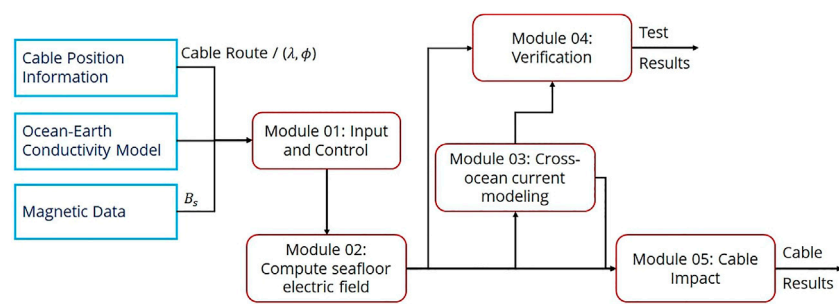 Cable Position
Information
Cable Route / (λ, ϕ)
Ocean-Earth
Conductivity Model
Magnetic Data
Bₛ
Module 01: Input
and Control
Module 02:
Compute seafloor
electric field
Module 03: Cross-
ocean current
modeling
Module 04:
Verification
Test
Results
Module 05: Cable
Impact
Cable
Results